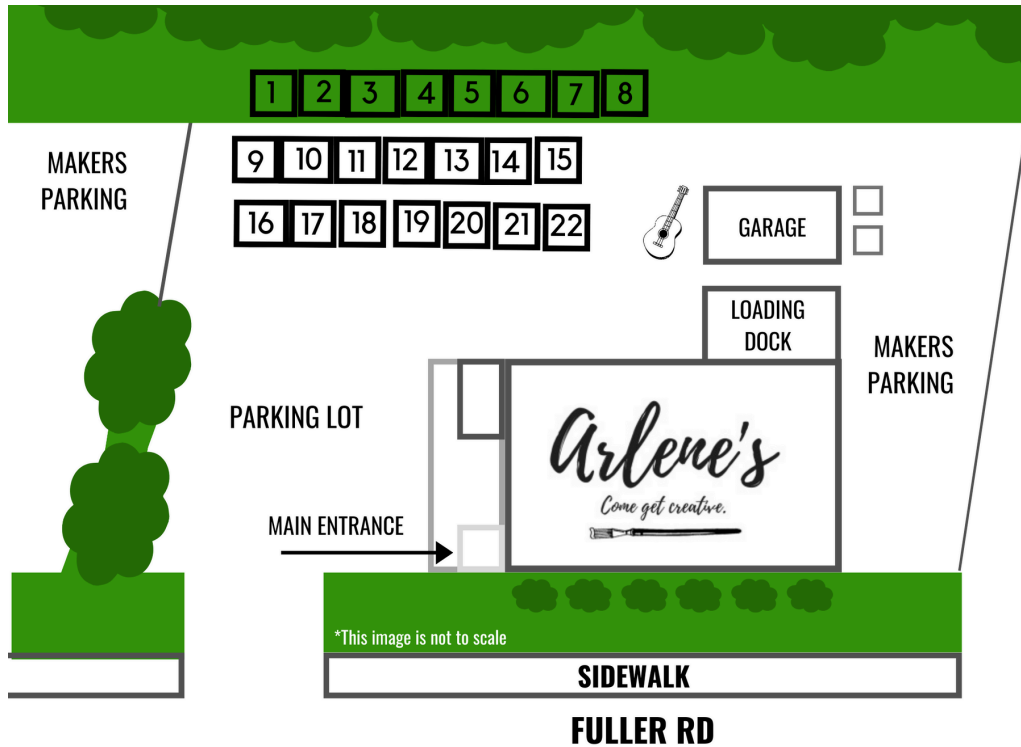 1 2 3 4 5 6 7 8
MAKERS
PARKING
9 10 11 12 13 14 15
16 17 18 19 20 21 22
GARAGE
LOADING
DOCK
MAKERS
PARKING
PARKING LOT
Arlene's
Come get creative.
MAIN ENTRANCE
*This image is not to scale
SIDEWALK
FULLER RD